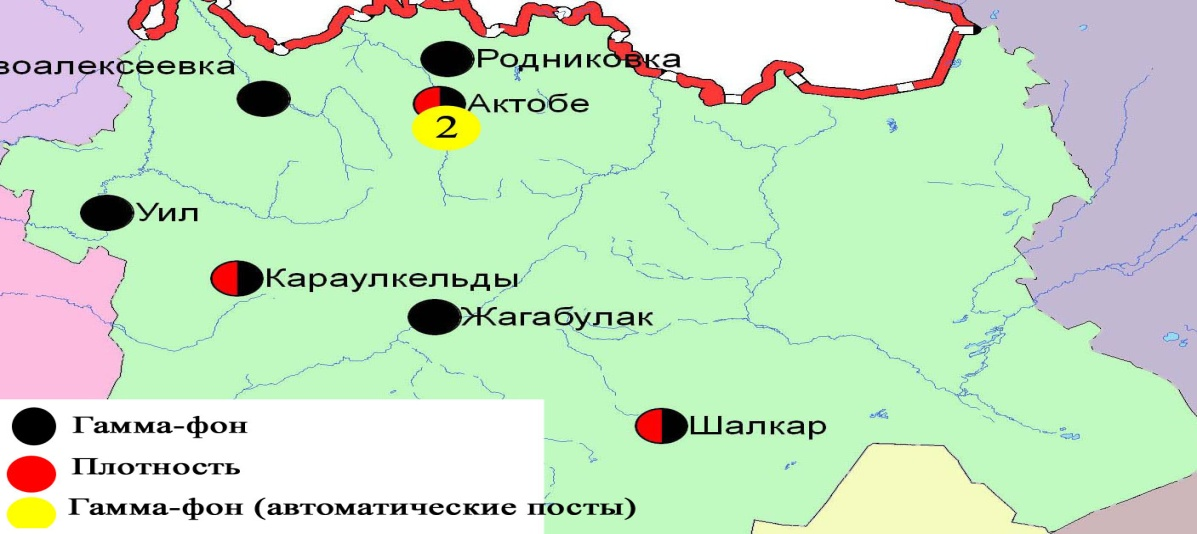 Родниковка
воалексеевка
Актобе
2
Уил
Караулкельды
Жагабулак
Шалкар
Гамма-фон
Плотность
Гамма-фон (автоматические посты)